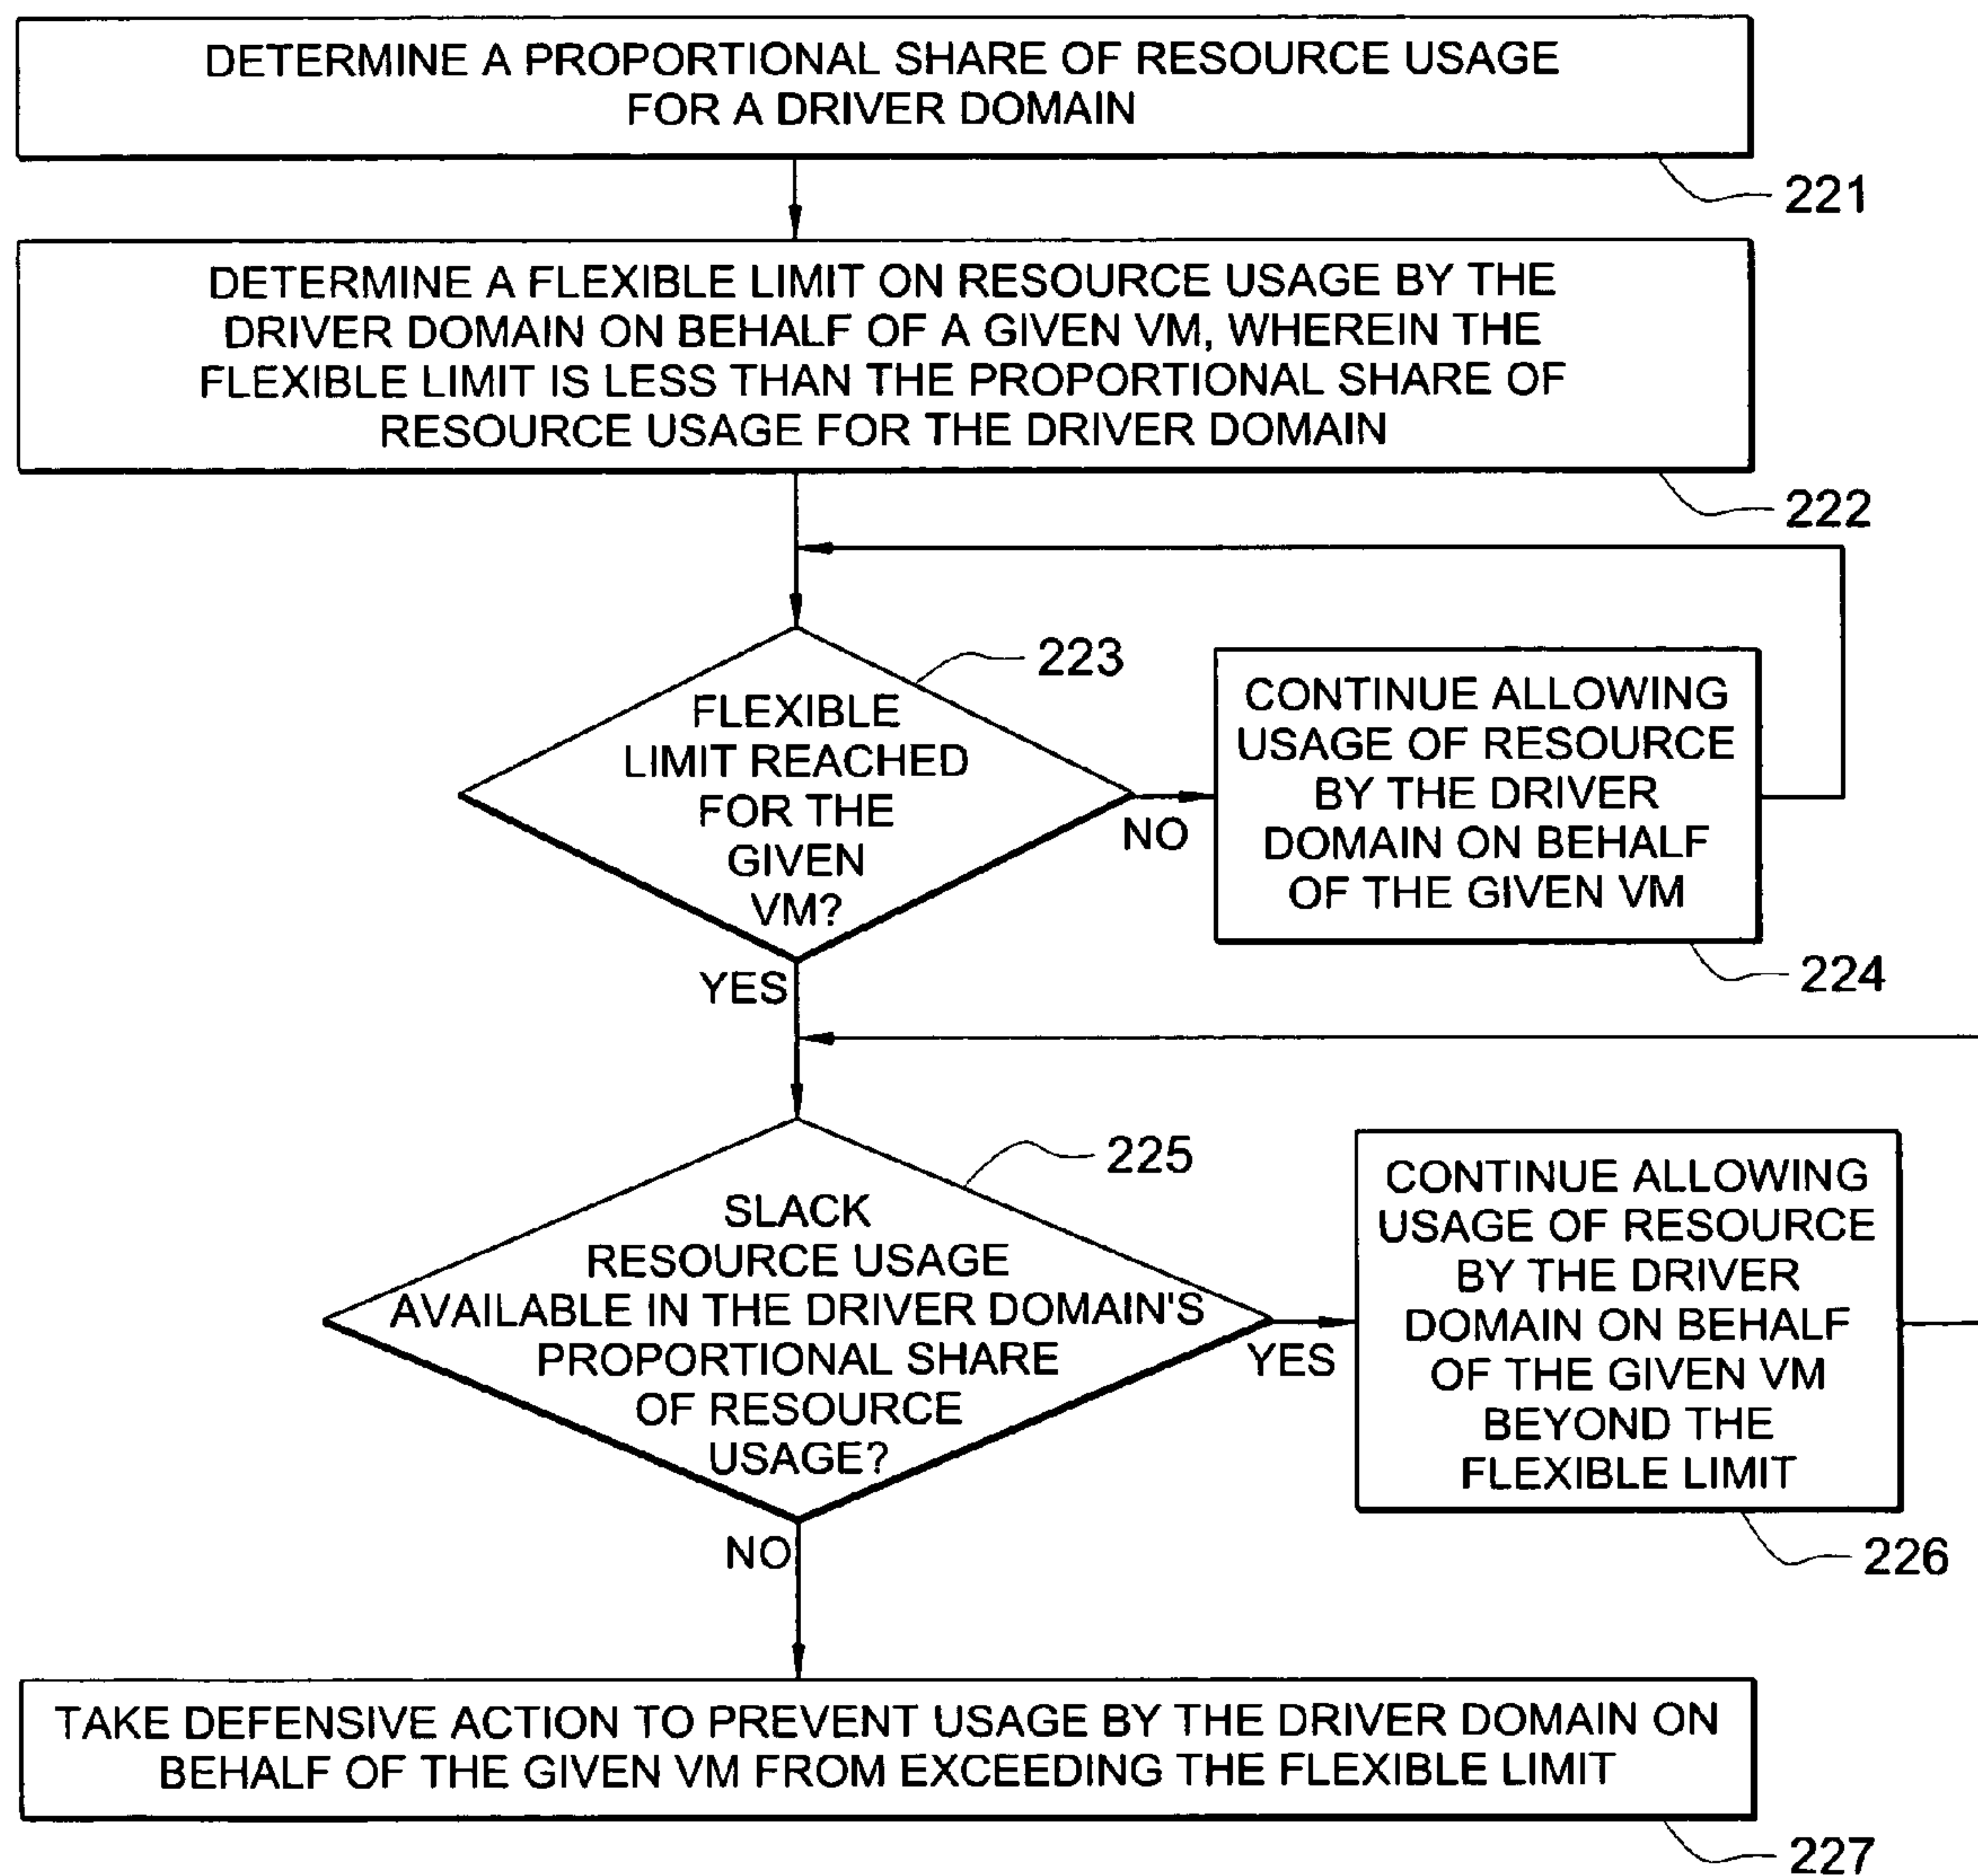 DETERMINE A PROPORTIONAL SHARE OF RESOURCE USAGE
FOR A DRIVER DOMAIN
221
DETERMINE A FLEXIBLE LIMIT ON RESOURCE USAGE BY THE
DRIVER DOMAIN ON BEHALF OF A GIVEN VM, WHEREIN THE
FLEXIBLE LIMIT IS LESS THAN THE PROPORTIONAL SHARE OF
RESOURCE USAGE FOR THE DRIVER DOMAIN
222
223
FLEXIBLE
LIMIT REACHED
FOR THE
GIVEN
VM?
NO
CONTINUE ALLOWING
USAGE OF RESOURCE
BY THE DRIVER
DOMAIN ON BEHALF
OF THE GIVEN VM
224
YES
225
SLACK
RESOURCE USAGE
AVAILABLE IN THE DRIVER DOMAIN'S
PROPORTIONAL SHARE
OF RESOURCE
USAGE?
YES
CONTINUE ALLOWING
USAGE OF RESOURCE
BY THE DRIVER
DOMAIN ON BEHALF
OF THE GIVEN VM
BEYOND THE
FLEXIBLE LIMIT
226
NO
TAKE DEFENSIVE ACTION TO PREVENT USAGE BY THE DRIVER DOMAIN ON
BEHALF OF THE GIVEN VM FROM EXCEEDING THE FLEXIBLE LIMIT
227